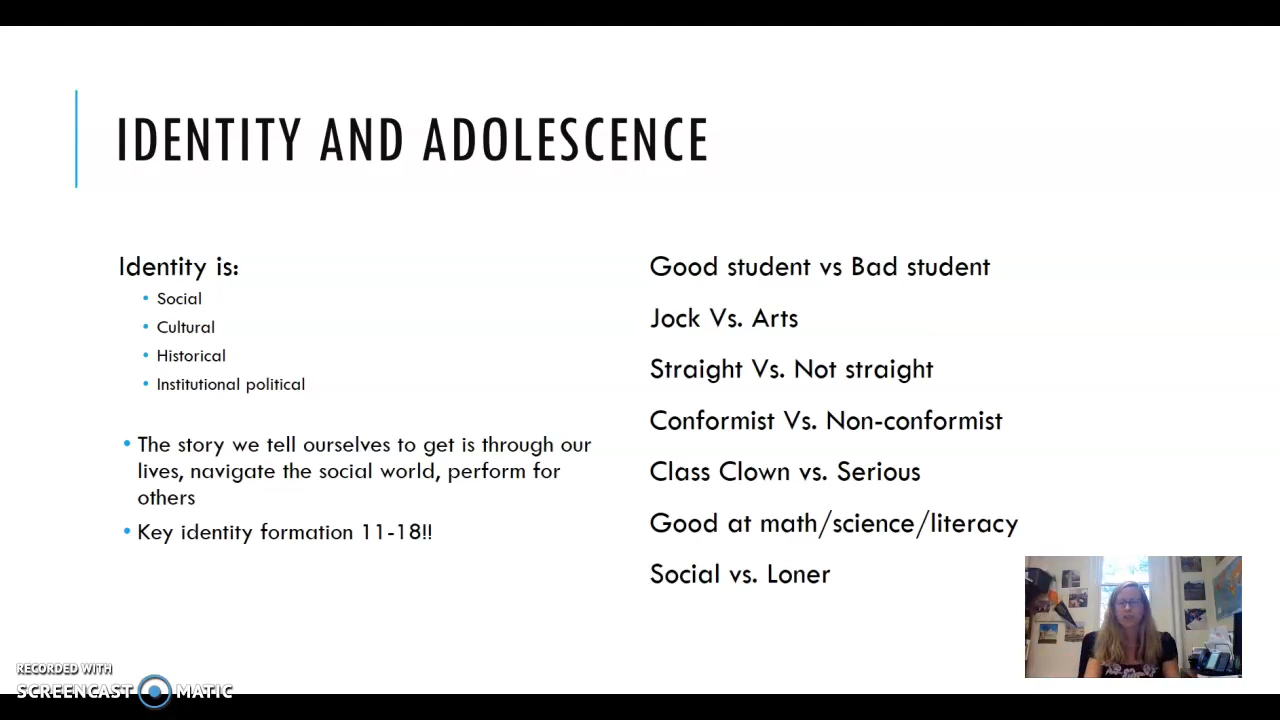 IDENTITY AND ADOLESCENCE
Identity is:
• Social
• Cultural
• Historical
• Institutional political
• The story we tell ourselves to get is through our
lives, navigate the social world, perform for
others
• Key identity formation 11-18!!
Good student vs Bad student
Jock Vs. Arts
Straight Vs. Not straight
Conformist Vs. Non-conformist
Class Clown vs. Serious
Good at math/science/literacy
Social vs. Loner
RECORDED WITH
SCREENCAST MATIC